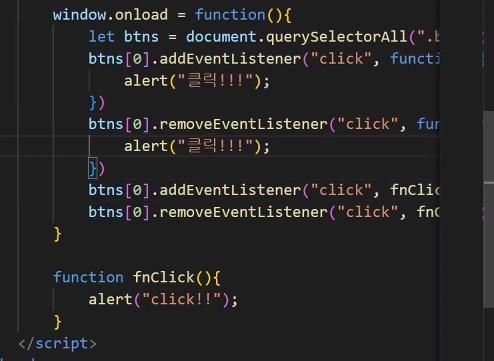 window.onload = function(){
let btns = document.querySelectorAll(".b
btns[0].addEventListener("click", functio
alert("클릭!!!");
})
btns[0].removeEventListener("click", fun
alert("클릭!!!");
})
btns[0].addEventListener("click", fnClic
btns[0].removeEventListener("click", fnC
}
function fnClick(){
alert("click!!");
}
</script>